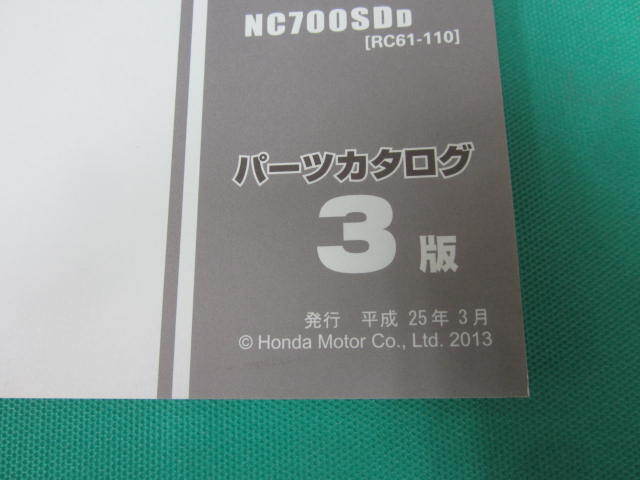 NC700SDD
[RC61-110]
パーツカタログ
3版
発行 平成 25年 3月
© Honda Motor Co., Ltd. 2013